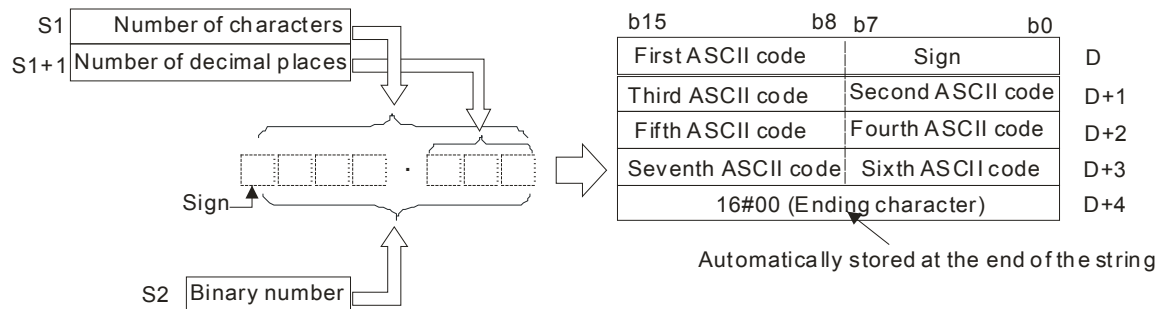 S1 Number of characters
S1+1 Number of decimal places
.
Sign
S2 Binary number
b15 b8 b7 b0
First ASCII code Sign D
Third ASCII code Second ASCII code D+1
Fifth ASCII code Fourth ASCII code D+2
Seventh ASCII code Sixth ASCII code D+3
16#00 (Ending character) D+4
Automatically stored at the end of the string